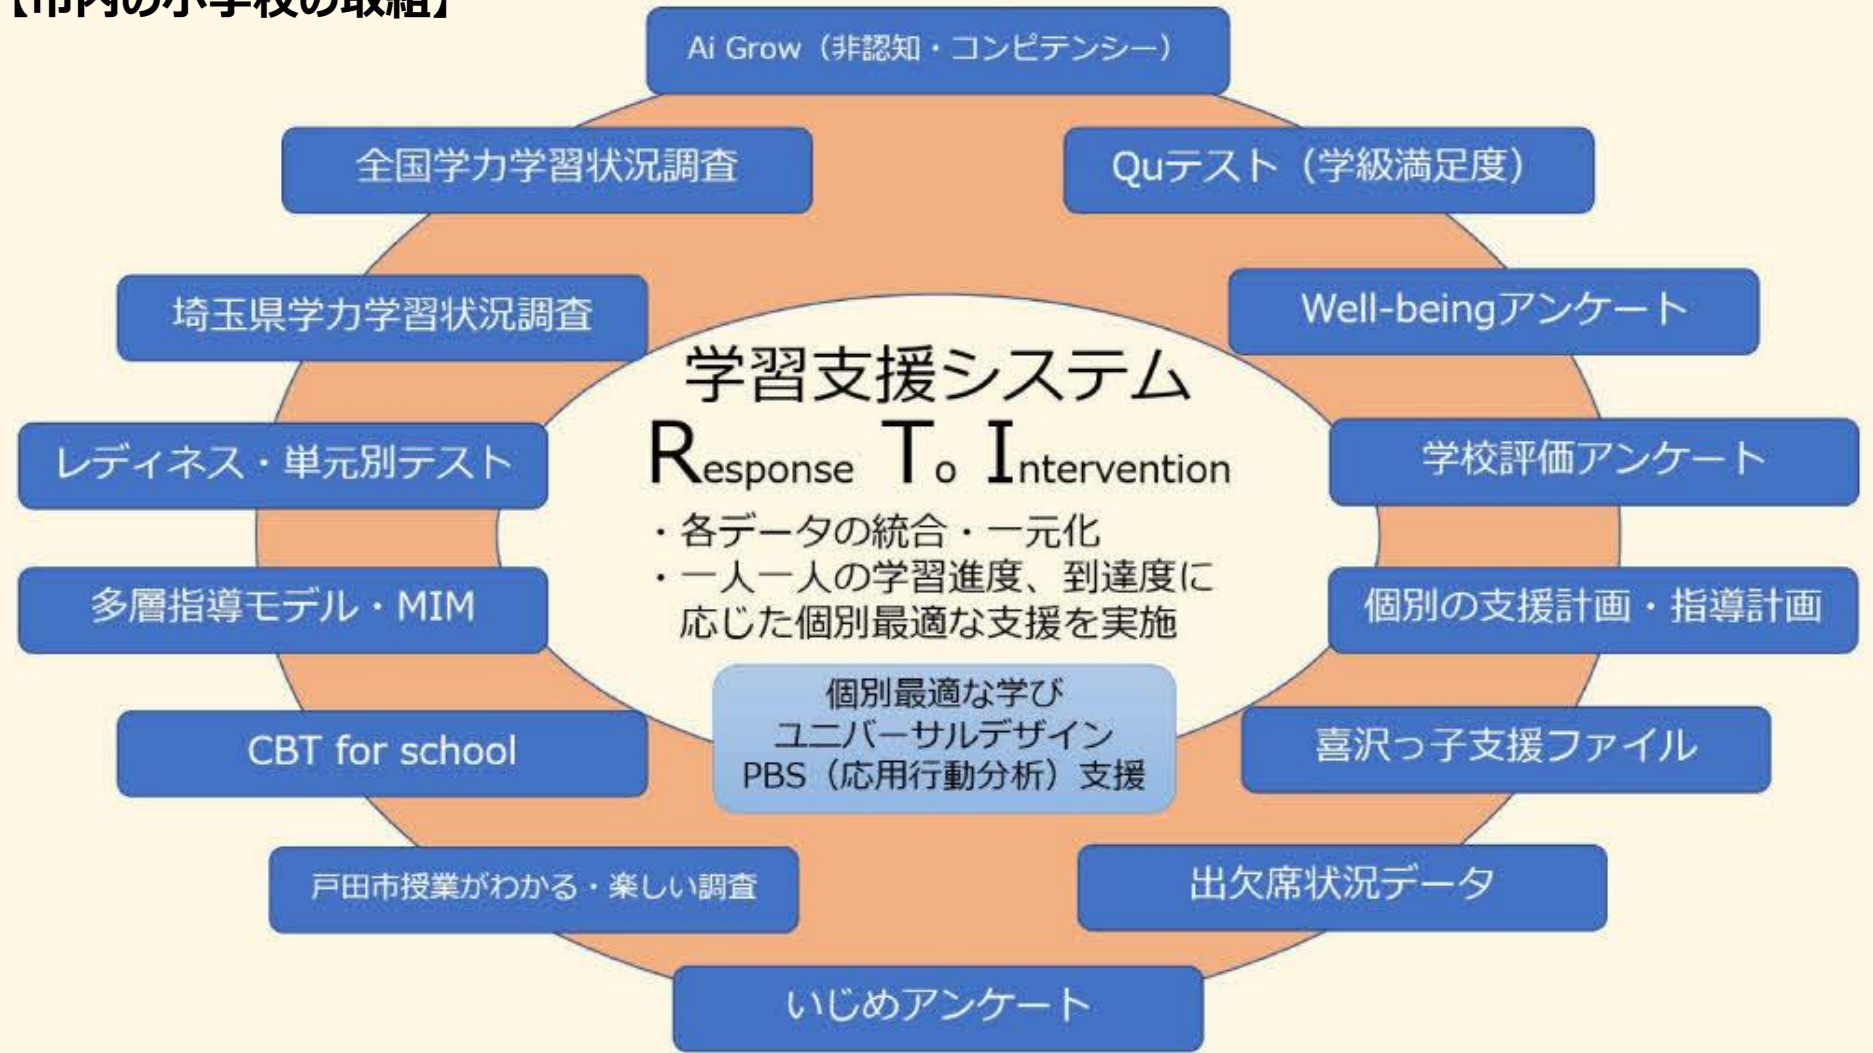 【市内の小学校の取組】
Ai Grow（非認知・コンピテンシー）
全国学力学習状況調査
Quテスト（学級満足度）
埼玉県学力学習状況調査
Well-beingアンケート
学習支援システム
Response To Intervention
・各データの統合・一元化
・一人一人の学習進度、到達度に
応じた個別最適な支援を実施
レディネス・単元別テスト
学校評価アンケート
多層指導モデル・MIM
個別の支援計画・指導計画
個別最適な学び
ユニバーサルデザイン
PBS（応用行動分析）支援
CBT for school
喜沢っ子支援ファイル
戸田市授業がわかる・楽しい調査
出欠席状況データ
いじめアンケート